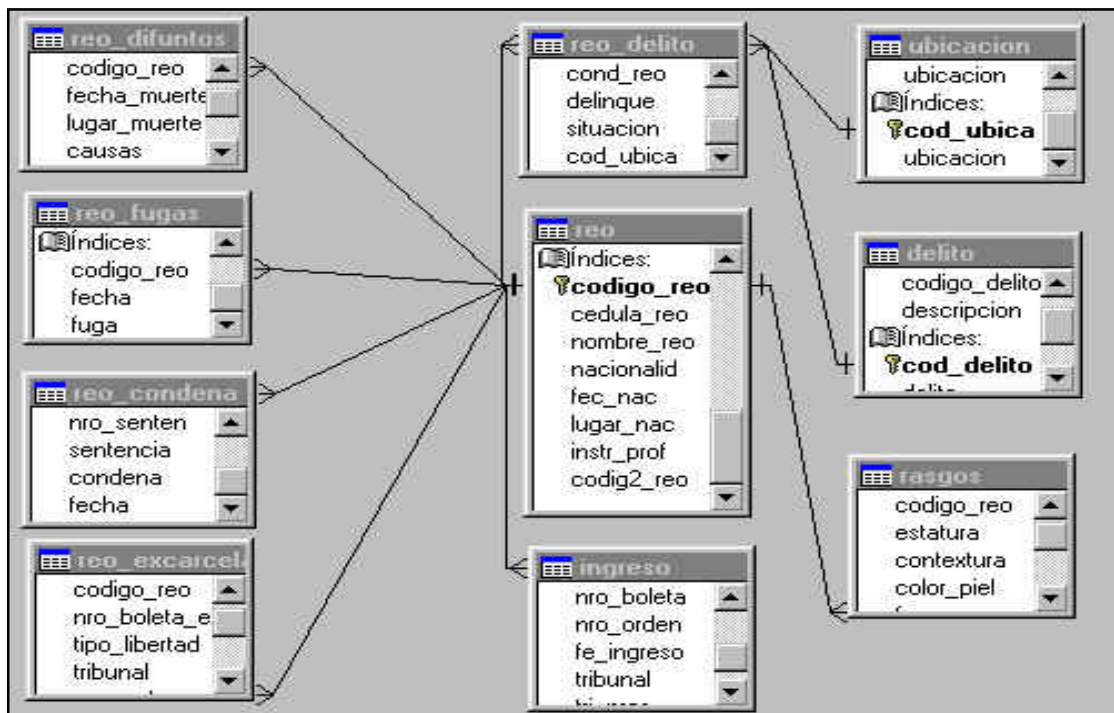 reo_difuntos
codigo_reo
fecha_muerte
lugar_muerte
causas
reo_fugas
Índices:
codigo_reo
fecha
fuga
reo_condena
nro_senten
sentencia
condena
fecha
reo_excarcela
codigo_reo
nro_boleta_e
tipo_libertad
tribunal
reo_delito
cond_reo
delinque
situacion
cod_ubica
reo
Índices:
codigo_reo
cedula_reo
nombre_reo
nacionalid
fec_nac
lugar_nac
instr_prof
codig2_reo
ingreso
nro_boleta
nro_orden
fe_ingreso
tribunal
ubicacion
ubicacion
Índices:
cod_ubica
ubicacion
delito
codigo_delito
descripcion
Índices:
cod_delito
rasgos
codigo_reo
estatura
contextura
color_piel